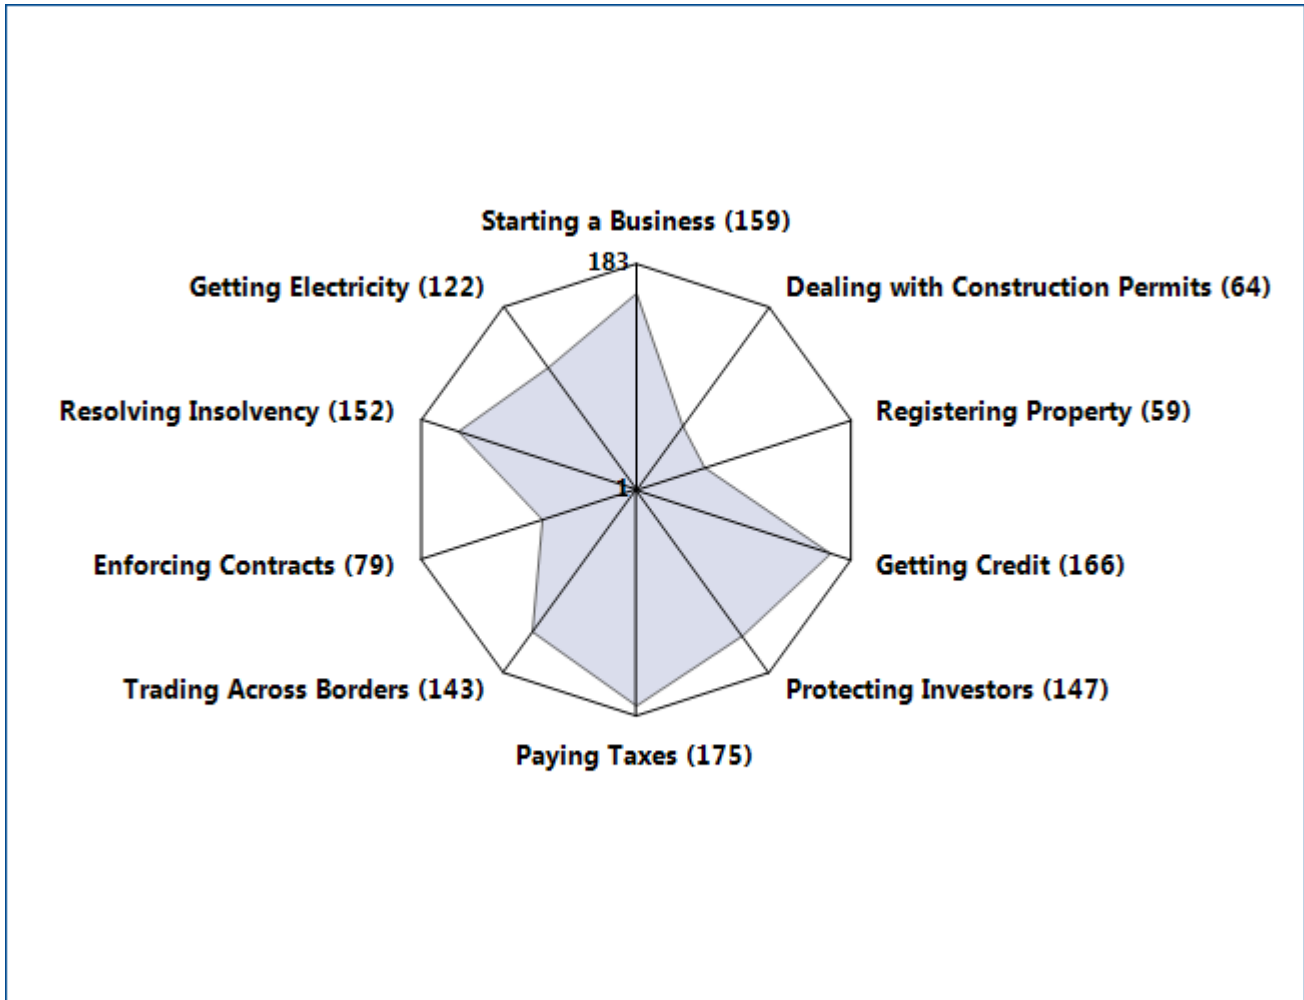 Starting a Business (159)
183
Getting Electricity (122)
Dealing with Construction Permits (64)
Resolving Insolvency (152)
Registering Property (59)
1
Enforcing Contracts (79)
Getting Credit (166)
Trading Across Borders (143)
Protecting Investors (147)
Paying Taxes (175)